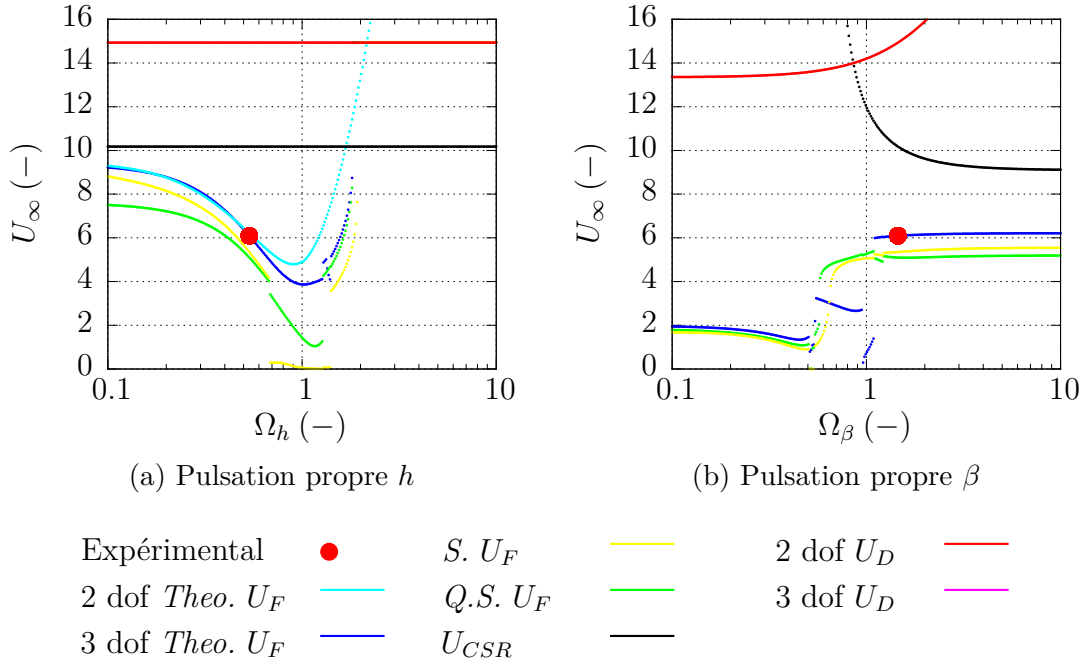 16
14
12
10
8
6
4
2
0
U∞ (−)
0.1
1
10
Ωh (−)
(a) Pulsation propre h
16
14
12
10
8
6
4
2
0
U∞ (−)
0.1
1
10
Ωβ (−)
(b) Pulsation propre β
Expérimental
S. UF
2 dof UD
2 dof Theo. UF
Q.S. UF
3 dof UD
3 dof Theo. UF
UCSR